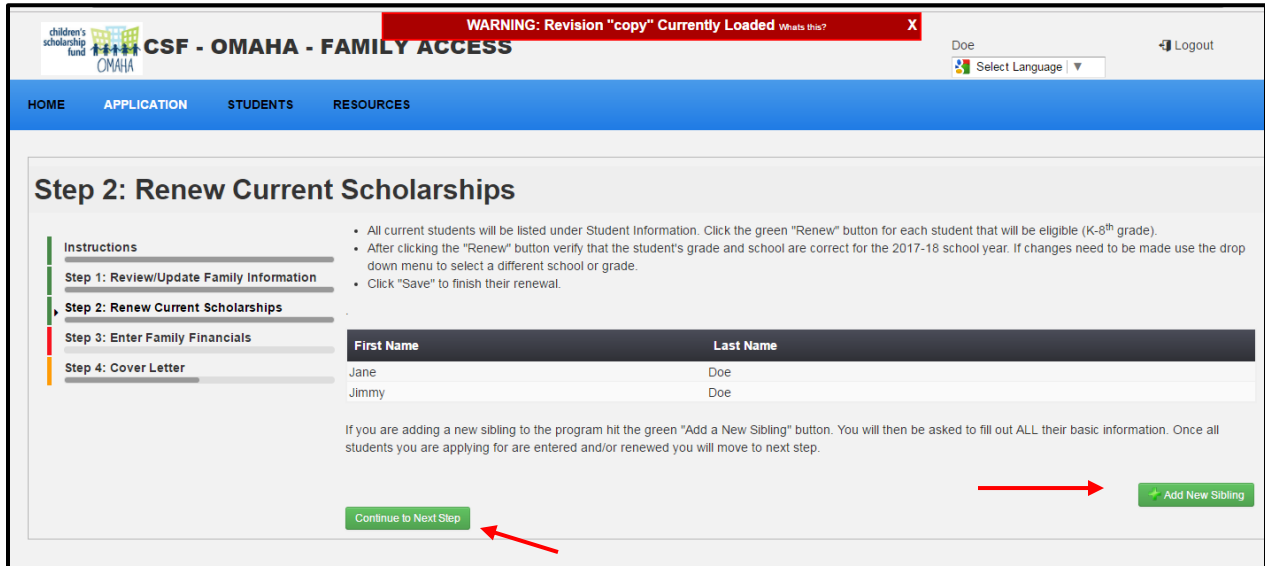 WARNING: Revision "copy" Currently Loaded Whats this? X
children's
scholarship
fund
OMAHA
CSF - OMAHA - FAMILY ACCESS
Doe
Logout
Select Language ▼
HOME APPLICATION STUDENTS RESOURCES
Step 2: Renew Current Scholarships
Instructions
Step 1: Review/Update Family Information
Step 2: Renew Current Scholarships
Step 3: Enter Family Financials
Step 4: Cover Letter
• All current students will be listed under Student Information. Click the green "Renew" button for each student that will be eligible (K-8th grade).
• After clicking the "Renew" button verify that the student's grade and school are correct for the 2017-18 school year. If changes need to be made use the drop
down menu to select a different school or grade.
• Click "Save" to finish their renewal.
.
First Name Last Name
Jane Doe
Jimmy Doe
If you are adding a new sibling to the program hit the green "Add a New Sibling" button. You will then be asked to fill out ALL their basic information. Once all
students you are applying for are entered and/or renewed you will move to next step.
Add New Sibling
Continue to Next Step